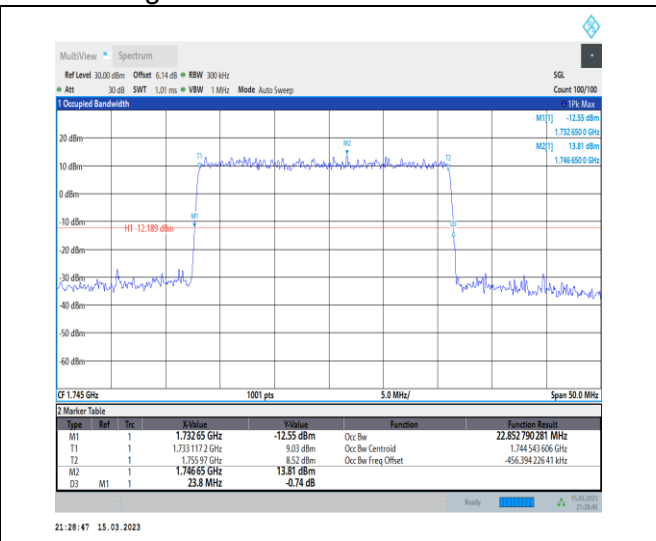 MultiView Spectrum
Ref Level 30.00 dBm Offset 6.14 dB RBW 300 kHz SGL
Att 30 dB SWT 1.01 ms VBW 1 MHz Mode Auto Sweep Count 100/100
1 Occupied Bandwidth 1Pk Max
M1[1] -12.55 dBm
1.732 650 0 GHz
M2[1] 13.81 dBm
1.746 650 0 GHz
20 dBm
M2
T1 T2
10 dBm
0 dBm
-10 dBm
M1
H1 -12.189 dBm
D3
-20 dBm
-30 dBm
-40 dBm
-50 dBm
-60 dBm
CF 1.745 GHz 1001 pts 5.0 MHz/ Span 50.0 MHz
2 Marker Table
Type Ref Trc X-Value Y-Value Function Function Result
M1 1 1.732 65 GHz -12.55 dBm Occ Bw 22.852 790 281 MHz
T1 1 1.733 117 2 GHz 9.03 dBm Occ Bw Centroid 1.744 543 606 GHz
T2 1 1.755 97 GHz 8.52 dBm Occ Bw Freq Offset -456.394 226 41 kHz
M2 1 1.746 65 GHz 13.81 dBm
D3 M1 1 23.8 MHz -0.74 dB
Ready 15.03.2023
21:28:46
21:28:47 15.03.2023